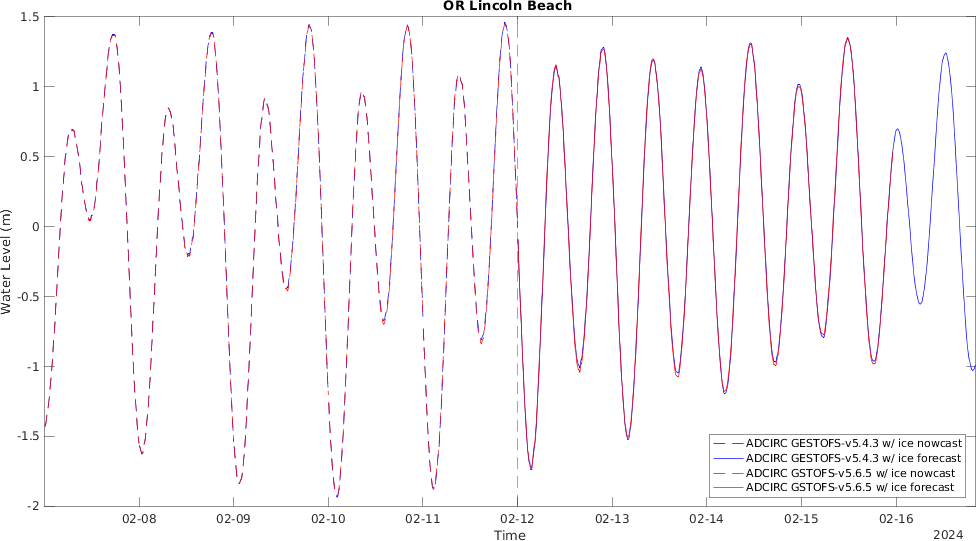 OR Lincoln Beach
1.5
1
0.5
0
-0.5
-1
-1.5
-2
Water Level (m)
02-08 02-09 02-10 02-11 02-12 02-13 02-14 02-15 02-16
Time
2024
ADCIRC GESTOFS-v5.4.3 w/ ice nowcast
ADCIRC GESTOFS-v5.4.3 w/ ice forecast
ADCIRC GSTOFS-v5.6.5 w/ ice nowcast
ADCIRC GSTOFS-v5.6.5 w/ ice forecast